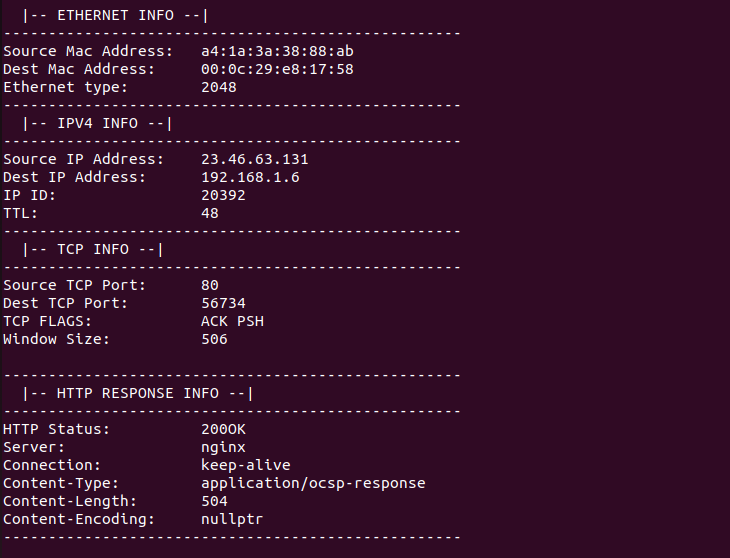 |-- ETHERNET INFO --|
---------------------------------------------------
Source Mac Address:   a4:1a:3a:38:88:ab
Dest Mac Address:     00:0c:29:e8:17:58
Ethernet type:        2048
---------------------------------------------------
|-- IPV4 INFO --|
---------------------------------------------------
Source IP Address:    23.46.63.131
Dest IP Address:      192.168.1.6
IP ID:                20392
TTL:                  48
---------------------------------------------------
|-- TCP INFO --|
---------------------------------------------------
Source TCP Port:      80
Dest TCP Port:        56734
TCP FLAGS:            ACK PSH
Window Size:          506
---------------------------------------------------
|-- HTTP RESPONSE INFO --|
---------------------------------------------------
HTTP Status:          200OK
Server:               nginx
Connection:           keep-alive
Content-Type:         application/ocsp-response
Content-Length:       504
Content-Encoding:     nullptr
---------------------------------------------------